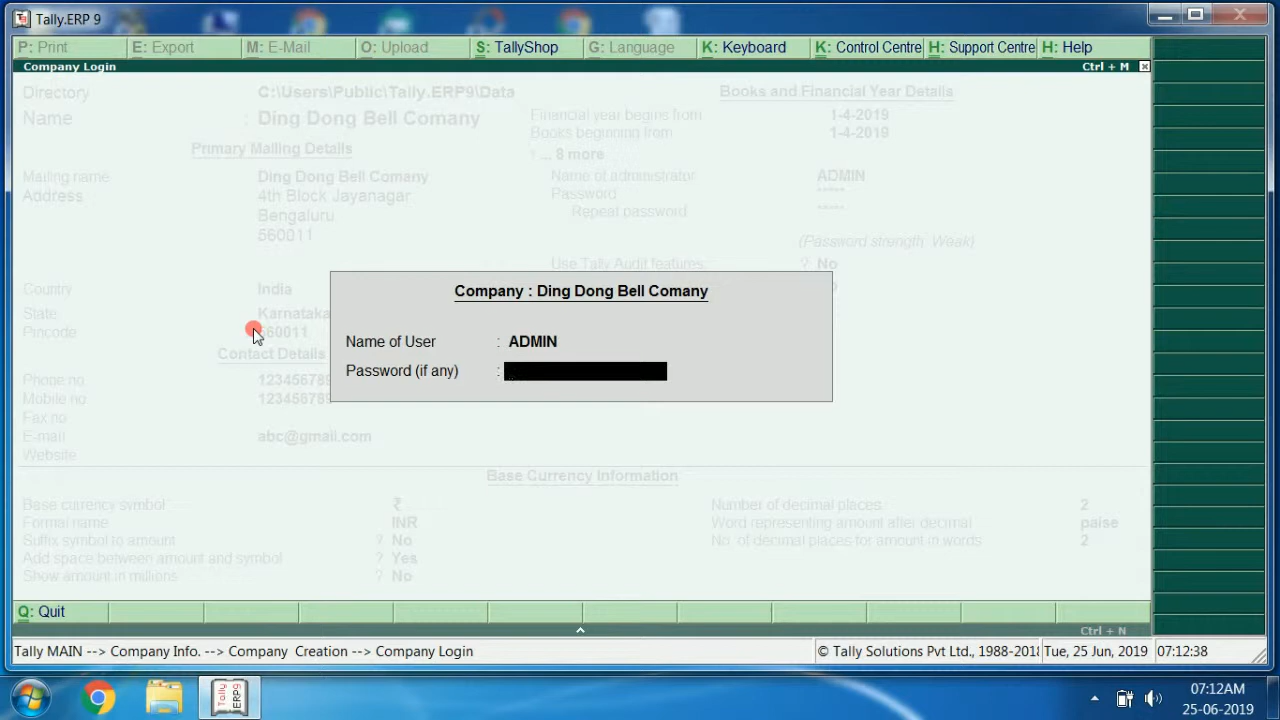 Tally.ERP 9
P: Print E: Export M: E-Mail O: Upload S: TallyShop G: Language K: Keyboard K: Control Centre H: Support Centre H: Help
Company Login Ctrl + M
Directory C:\Users\Public\Tally.ERP9\Data Books and Financial Year Details
Name : Ding Dong Bell Comany Financial year begins from 1-4-2019
Books beginning from 1-4-2019
Primary Mailing Details ↑ ... 8 more
Mailing name Ding Dong Bell Comany Name of administrator ADMIN
Address 4th Block Jayanagar Password *****
Bengaluru Repeat password *****
560011
(Password strength Weak)
Use Tally Audit features ? No
Company : Ding Dong Bell Comany
Name of User : ADMIN
Password (if any) :
Country India
State Karnataka
Pincode 560011
Contact Details
Phone no 123456789
Mobile no 123456789
Fax no
E-mail abc@gmail.com
Website
Base Currency Information
Base currency symbol ₹ Number of decimal places 2
Formal name INR Word representing amount after decimal paise
Suffix symbol to amount ? No No. of decimal places for amount in words 2
Add space between amount and symbol ? Yes
Show amount in millions ? No
Q: Quit
Ctrl + N
Tally MAIN --> Company Info. --> Company Creation --> Company Login © Tally Solutions Pvt Ltd., 1988-2018 Tue, 25 Jun, 2019 07:12:38
07:12AM
25-06-2019